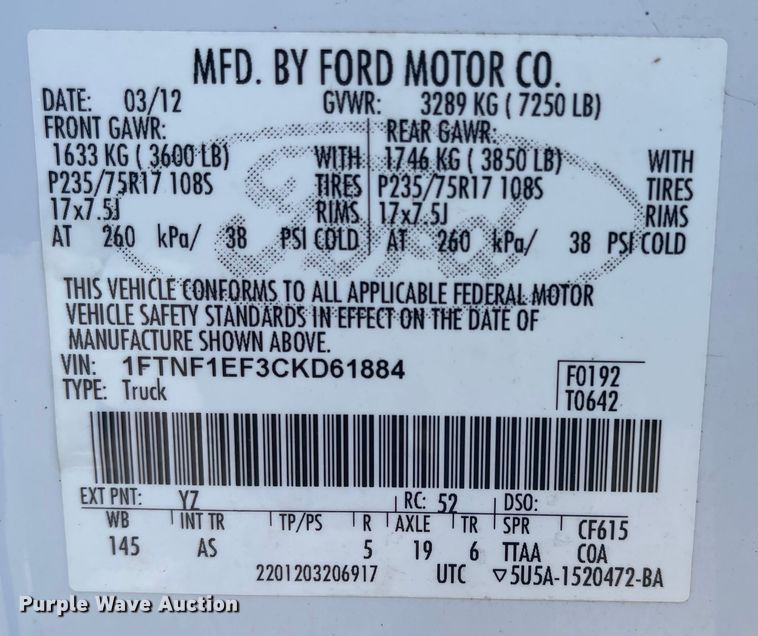 MFD. BY FORD MOTOR CO.
DATE: 03/12 GVWR: 3289 KG ( 7250 LB)
FRONT GAWR: REAR GAWR:
1633 KG ( 3600 LB) WITH 1746 KG ( 3850 LB) WITH
P235/75R17 108S TIRES P235/75R17 108S TIRES
17x7.5J RIMS 17x7.5J RIMS
AT 260 kPa/ 38 PSI COLD AT 260 kPa/ 38 PSI COLD
Ford
THIS VEHICLE CONFORMS TO ALL APPLICABLE FEDERAL MOTOR
VEHICLE SAFETY STANDARDS IN EFFECT ON THE DATE OF
MANUFACTURE SHOWN ABOVE.
VIN: 1FTNF1EF3CKD61884 F0192
TYPE: Truck T0642
EXT PNT: YZ RC: 52 DSO:
WB INT TR TP/PS R AXLE TR SPR CF615
145 AS 5 19 6 TTAA COA
2201203206917 UTC ▽5U5A-1520472-BA
Purple Wave Auction